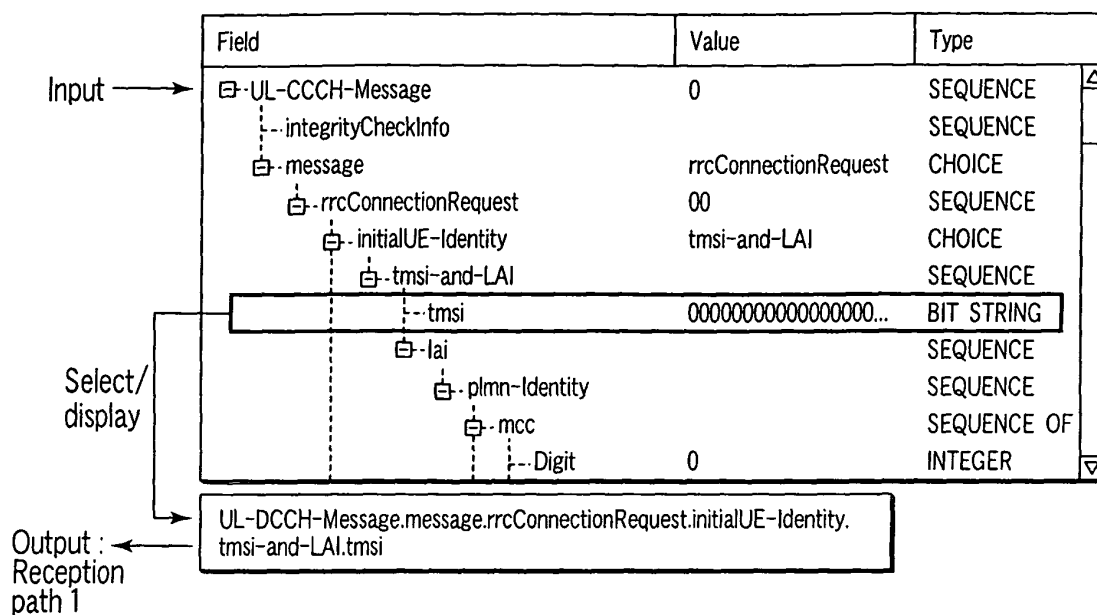 Field Value Type
Input UL-CCCH-Message 0 SEQUENCE
integrityCheckInfo SEQUENCE
message rrcConnectionRequest CHOICE
rrcConnectionRequest 00 SEQUENCE
initialUE-Identity tmsi-and-LAI CHOICE
tmsi-and-LAI SEQUENCE
tmsi 00000000000000000... BIT STRING
lai SEQUENCE
plmn-Identity SEQUENCE
mcc SEQUENCE OF
Digit 0 INTEGER
Select/
display
UL-DCCH-Message.message.rrcConnectionRequest.initialUE-Identity.
tmsi-and-LAI.tmsi
Output :
Reception
path 1